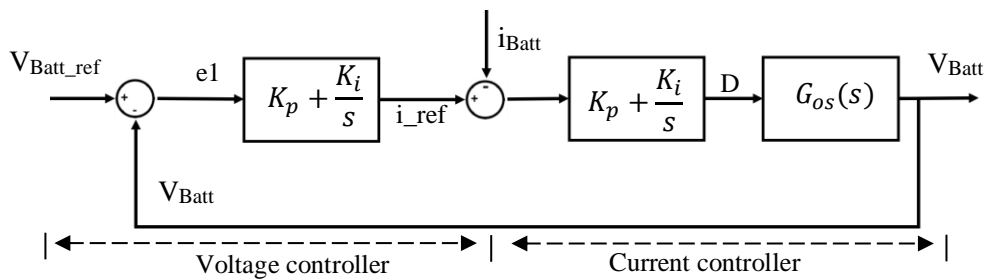 i_Batt
V_Batt_ref
e1
K_p + K_i/s
i_ref
K_p + K_i/s
D
G_os(s)
V_Batt
+
-
-
+
-
V_Batt
Voltage controller
Current controller